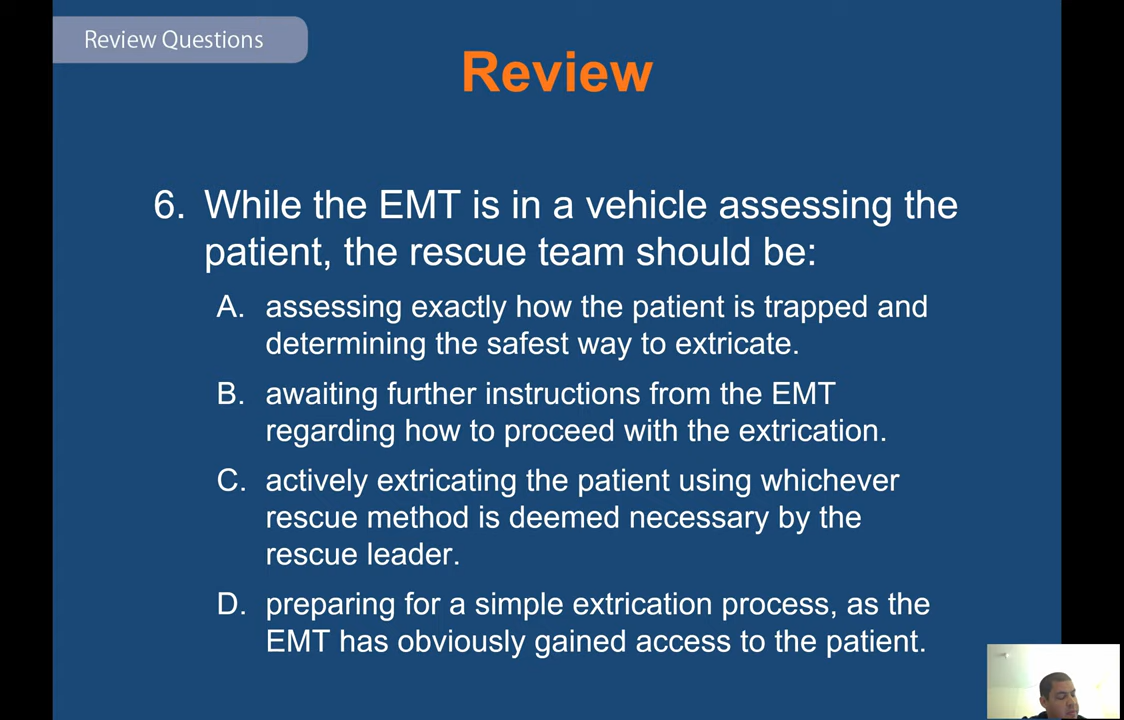 Review Questions
Review
6. While the EMT is in a vehicle assessing the
patient, the rescue team should be:
A. assessing exactly how the patient is trapped and
determining the safest way to extricate.
B. awaiting further instructions from the EMT
regarding how to proceed with the extrication.
C. actively extricating the patient using whichever
rescue method is deemed necessary by the
rescue leader.
D. preparing for a simple extrication process, as the
EMT has obviously gained access to the patient.